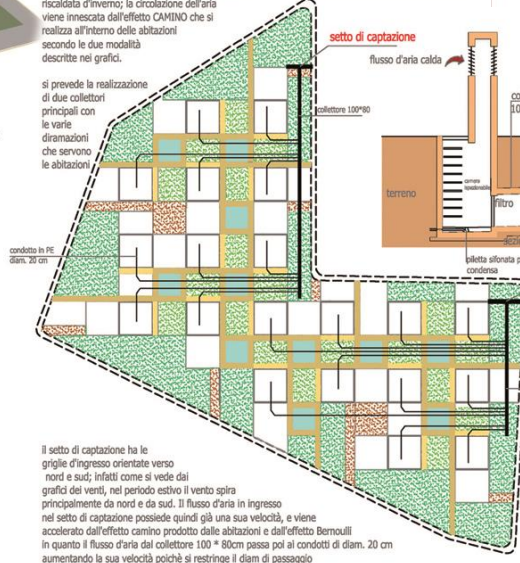 riscaldata d'inverno; la circolazione dell'aria
viene innescata dall'effetto CAMINO che si
realizza all'interno delle abitazioni
secondo le due modalità
descritte nei grafici.
si prevede la realizzazione
di due collettori
principali con
le varie
diramazioni
che servono
le abitazioni
setto di captazione
flusso d'aria calda
collettore 100*80
condotto in PE
diam. 20 cm
terreno
filtro
piletta sifonata p
condensa
il setto di captazione ha le
griglie d'ingresso orientate verso
nord e sud; infatti come si vede dai
grafici dei venti, nel periodo estivo il vento spira
principalmente da nord e da sud. Il flusso d'aria in ingresso
nel setto di captazione possiede quindi già una sua velocità, e viene
accelerato dall'effetto camino prodotto dalle abitazioni e dall'effetto Bernoulli
in quanto il flusso d'aria dal collettore 100 * 80cm passa poi ai condotti di diam. 20 cm
aumentando la sua velocità poichè si restringe il diam di passaggio